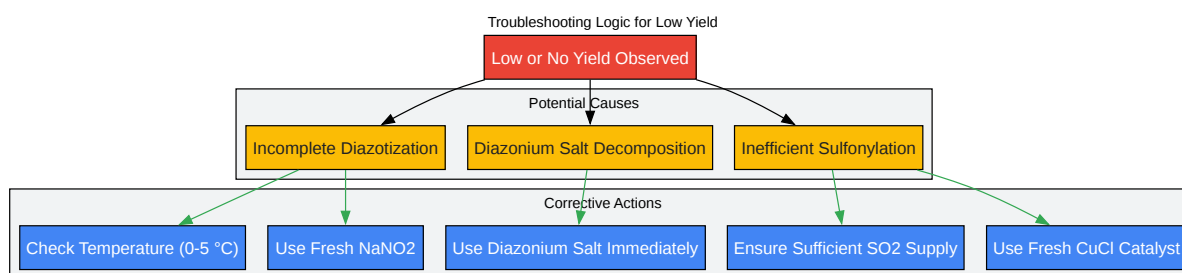 Troubleshooting Logic for Low Yield
Low or No Yield Observed
Potential Causes
Incomplete Diazotization
Diazonium Salt Decomposition
Inefficient Sulfonylation
Corrective Actions
Check Temperature (0-5 °C)
Use Fresh NaNO2
Use Diazonium Salt Immediately
Ensure Sufficient SO2 Supply
Use Fresh CuCl Catalyst